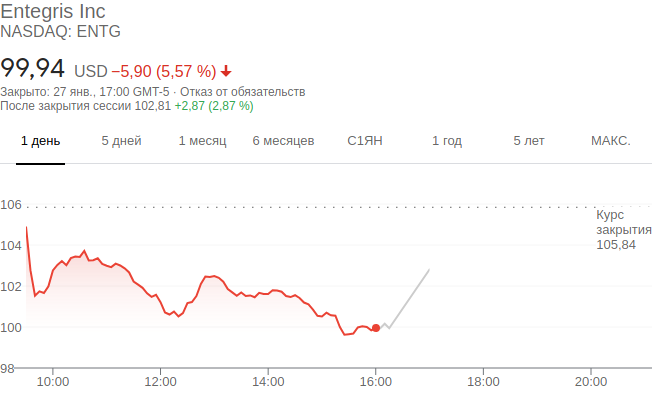 Entegris Inc
NASDAQ: ENTG
99,94 USD −5,90 (5,57 %)
Закрыто: 27 янв., 17:00 GMT-5 · Отказ от обязательств
После закрытия сессии 102,81 +2,87 (2,87 %)
1 день 5 дней 1 месяц 6 месяцев С1ЯН 1 год 5 лет МАКС.
106
Курс
закрытия
105,84
104
102
100
98
10:00 12:00 14:00 16:00 18:00 20:00